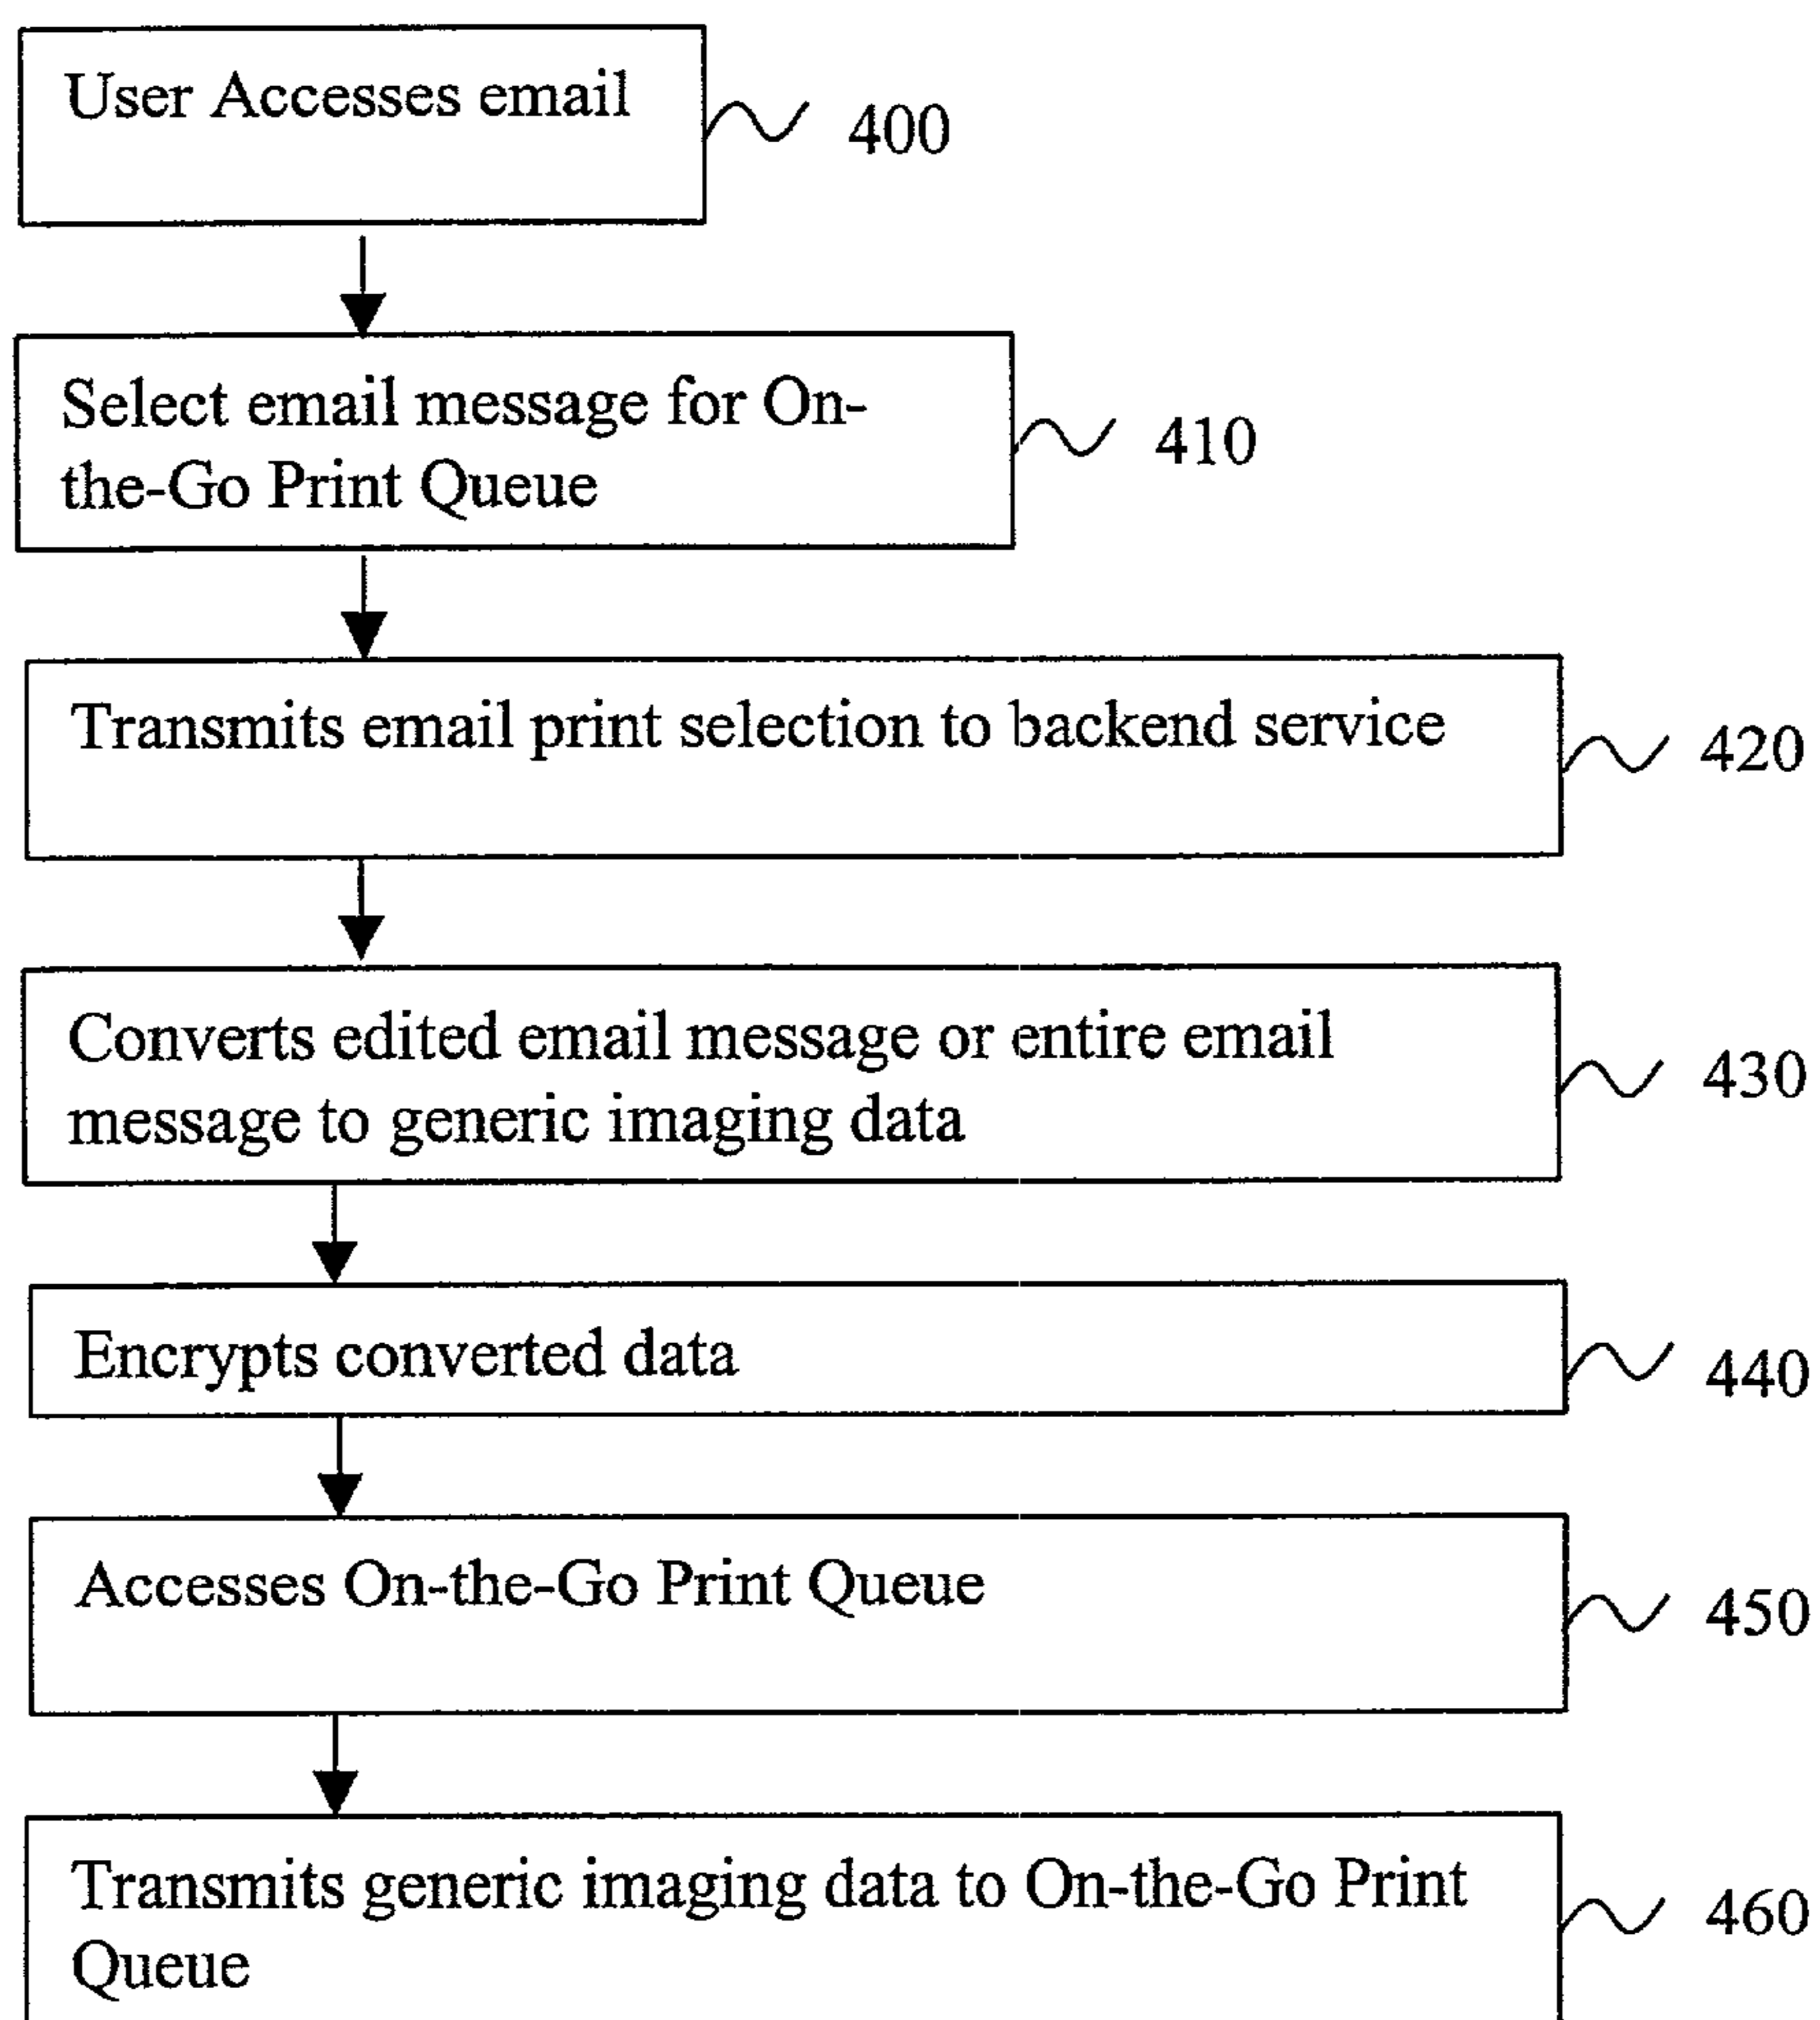 User Accesses email
400
Select email message for On-
the-Go Print Queue
410
Transmits email print selection to backend service
420
Converts edited email message or entire email
message to generic imaging data
430
Encrypts converted data
440
Accesses On-the-Go Print Queue
450
Transmits generic imaging data to On-the-Go Print
Queue
460